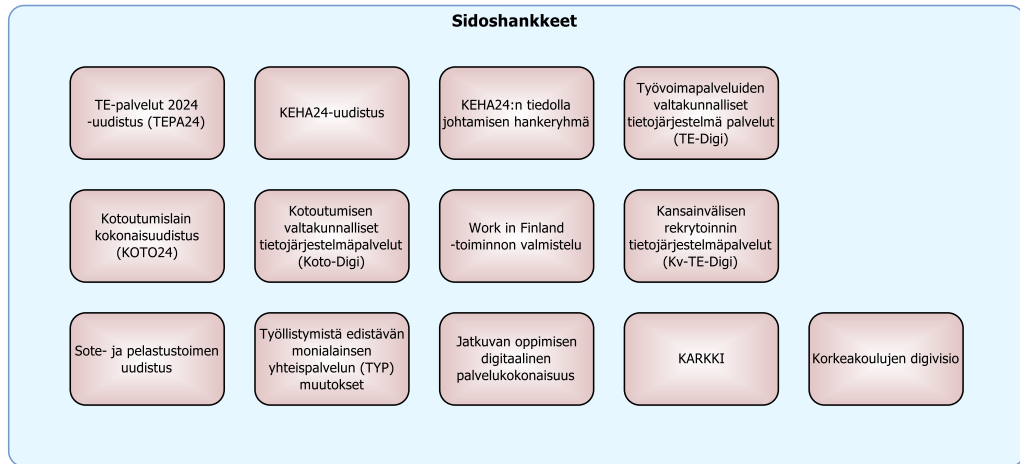 Sidoshankkeet
TE-palvelut 2024
-uudistus (TEPA24)
KEHA24-uudistus
KEHA24:n tiedolla
johtamisen hankeryhmä
Työvoimapalveluiden
valtakunnalliset
tietojärjestelmä palvelut
(TE-Digi)
Kotoutumislain
kokonaisuudistus
(KOTO24)
Kotoutumisen
valtakunnalliset
tietojärjestelmäpalvelut
(Koto-Digi)
Work in Finland
-toiminnon valmistelu
Kansainvälisen
rekrytoinnin
tietojärjestelmäpalvelut
(Kv-TE-Digi)
Sote- ja pelastustoimen
uudistus
Työllistymistä edistävän
monialainsen
yhteispalvelun (TYP)
muutokset
Jatkuvan oppimisen
digitaalinen
palvelukokonaisuus
KARKKI
Korkeakoulujen digivisio